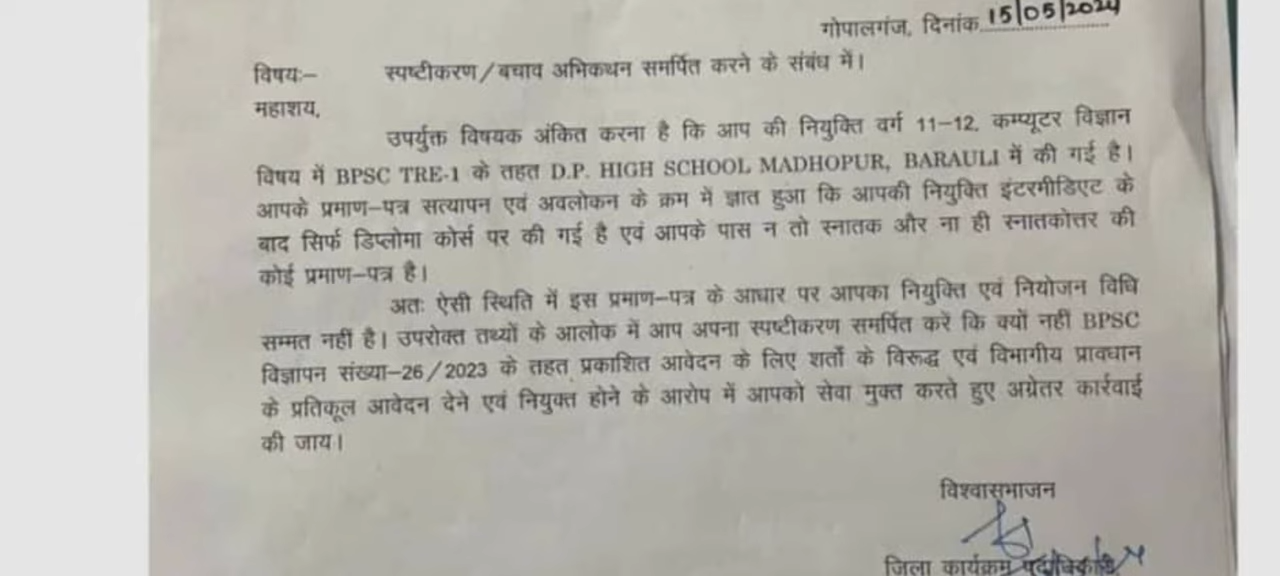 गोपालगंज, दिनांक 15/05/2024
विषयः- स्पष्टीकरण/बचाव अभिकथन समर्पित करने के संबंध में।
महाशय,
उपर्युक्त विषयक अंकित करना है कि आप की नियुक्ति वर्ग 11-12, कम्प्यूटर विज्ञान
विषय में BPSC TRE-1 के तहत D.P. HIGH SCHOOL MADHOPUR, BARAULI में की गई है।
आपके प्रमाण-पत्र सत्यापन एवं अवलोकन के क्रम में ज्ञात हुआ कि आपकी नियुक्ति इंटरमीडिएट के
बाद सिर्फ डिप्लोमा कोर्स पर की गई है एवं आपके पास न तो स्नातक और ना ही स्नातकोत्तर की
कोई प्रमाण-पत्र है।
अतः ऐसी स्थिति में इस प्रमाण-पत्र के आधार पर आपका नियुक्ति एवं नियोजन विधि
सम्मत नहीं है। उपरोक्त तथ्यों के आलोक में आप अपना स्पष्टीकरण समर्पित करें कि क्यों नहीं BPSC
विज्ञापन संख्या-26/2023 के तहत प्रकाशित आवेदन के लिए शर्तों के विरूद्ध एवं विभागीय प्रावधान
के प्रतिकूल आवेदन देने एवं नियुक्त होने के आरोप में आपको सेवा मुक्त करते हुए अग्रेतर कार्रवाई
की जाय।
विश्वासभाजन
जिला कार्यक्रम पदाधिकारी